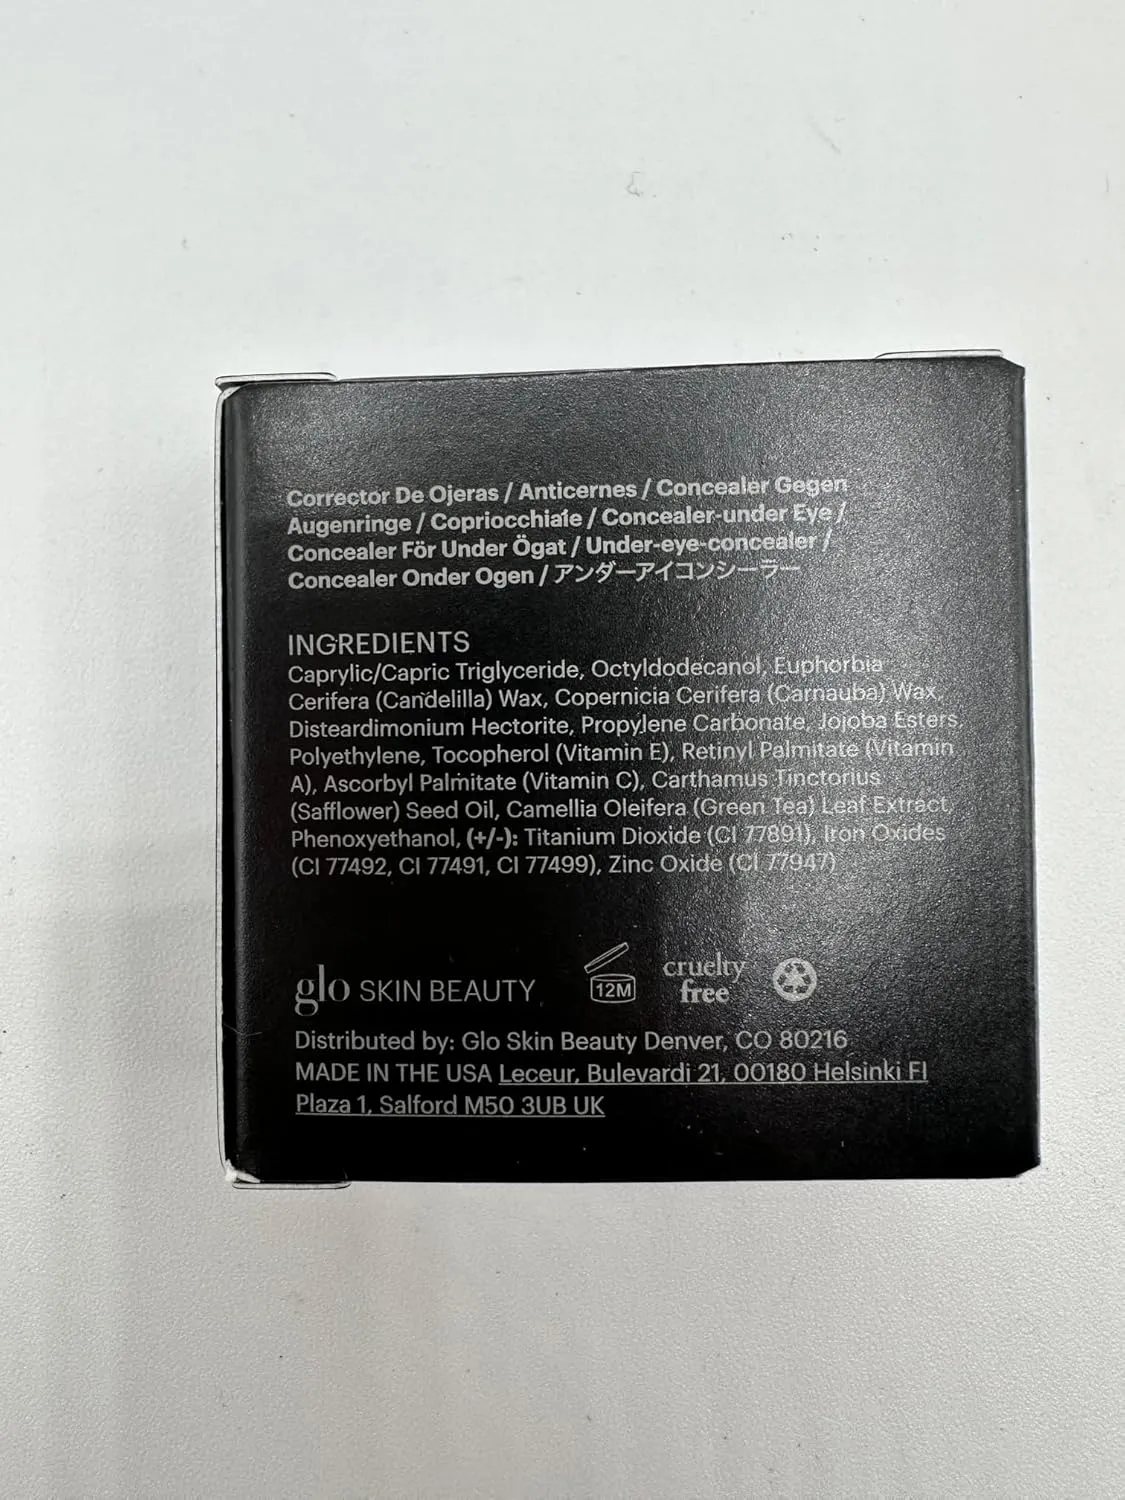 Corrector De Ojeras / Anticernes / Concealer Gegen
Augenringe / Copriocchiaie / Concealer-under Eye /
Concealer För Under Ögat / Under-eye-concealer /
Concealer Onder Ogen / アンダーアイコンシーラー
INGREDIENTS
Caprylic/Capric Triglyceride, Octyldodecanol, Euphorbia
Cerifera (Candelilla) Wax, Copernicia Cerifera (Carnauba) Wax,
Disteardimonium Hectorite, Propylene Carbonate, Jojoba Esters,
Polyethylene, Tocopherol (Vitamin E), Retinyl Palmitate (Vitamin
A), Ascorbyl Palmitate (Vitamin C), Carthamus Tinctorius
(Safflower) Seed Oil, Camellia Oleifera (Green Tea) Leaf Extract,
Phenoxyethanol, (+/-): Titanium Dioxide (CI 77891), Iron Oxides
(CI 77492, CI 77491, CI 77499), Zinc Oxide (CI 77947)
glo SKIN BEAUTY 12M cruelty
free
Distributed by: Glo Skin Beauty Denver, CO 80216
MADE IN THE USA Leceur, Bulevardi 21, 00180 Helsinki FI
Plaza 1, Salford M50 3UB UK